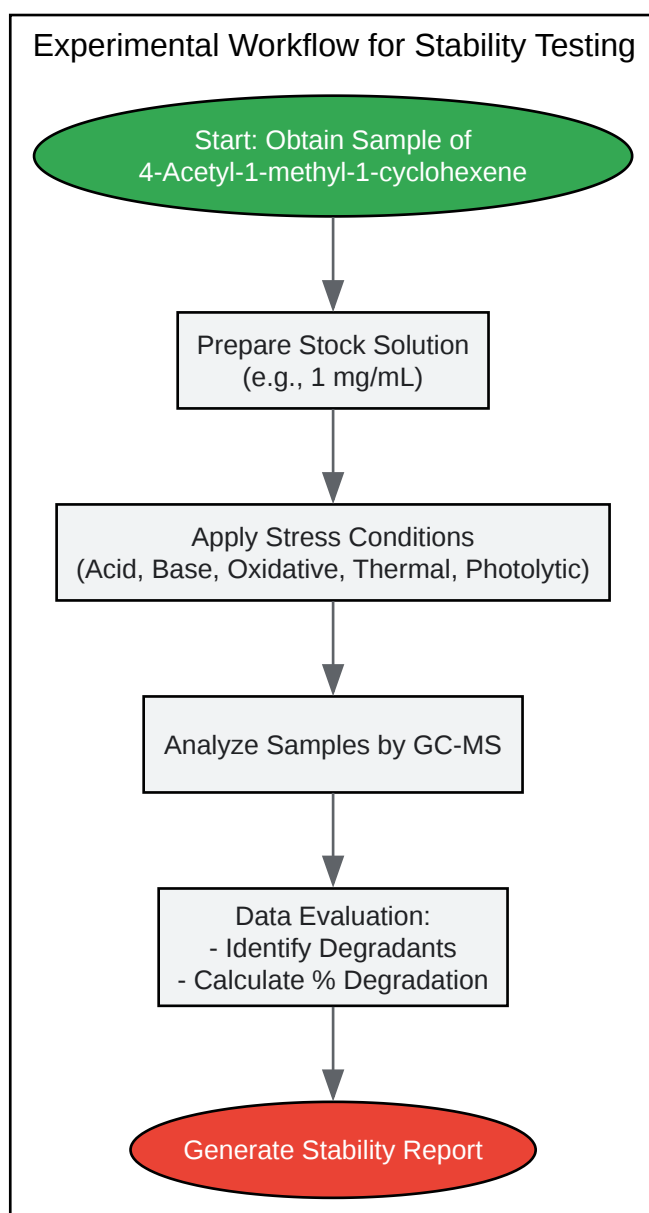 Experimental Workflow for Stability Testing
Start: Obtain Sample of
4-Acetyl-1-methyl-1-cyclohexene
Prepare Stock Solution
(e.g., 1 mg/mL)
Apply Stress Conditions
(Acid, Base, Oxidative, Thermal, Photolytic)
Analyze Samples by GC-MS
Data Evaluation:
- Identify Degradants
- Calculate % Degradation
Generate Stability Report